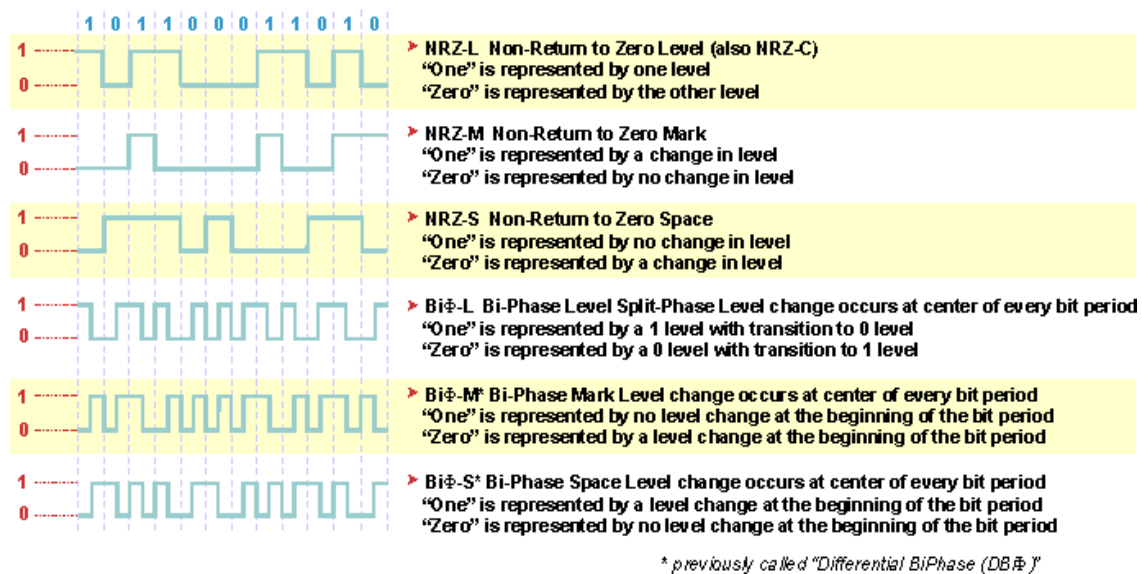 1 0 1 1 0 0 0 1 1 0 1 0
1
0
➤ NRZ-L Non-Return to Zero Level (also NRZ-C)
“One” is represented by one level
“Zero” is represented by the other level
1
0
➤ NRZ-M Non-Return to Zero Mark
“One” is represented by a change in level
“Zero” is represented by no change in level
1
0
➤ NRZ-S Non-Return to Zero Space
“One” is represented by no change in level
“Zero” is represented by a change in level
1
0
➤ BiΦ-L Bi-Phase Level Split-Phase Level change occurs at center of every bit period
“One” is represented by a 1 level with transition to 0 level
“Zero” is represented by a 0 level with transition to 1 level
1
0
➤ BiΦ-M* Bi-Phase Mark Level change occurs at center of every bit period
“One” is represented by no level change at the beginning of the bit period
“Zero” is represented by a level change at the beginning of the bit period
1
0
➤ BiΦ-S* Bi-Phase Space Level change occurs at center of every bit period
“One” is represented by a level change at the beginning of the bit period
“Zero” is represented by no level change at the beginning of the bit period
* previously called “Differential BiPhase (DBiΦ)”